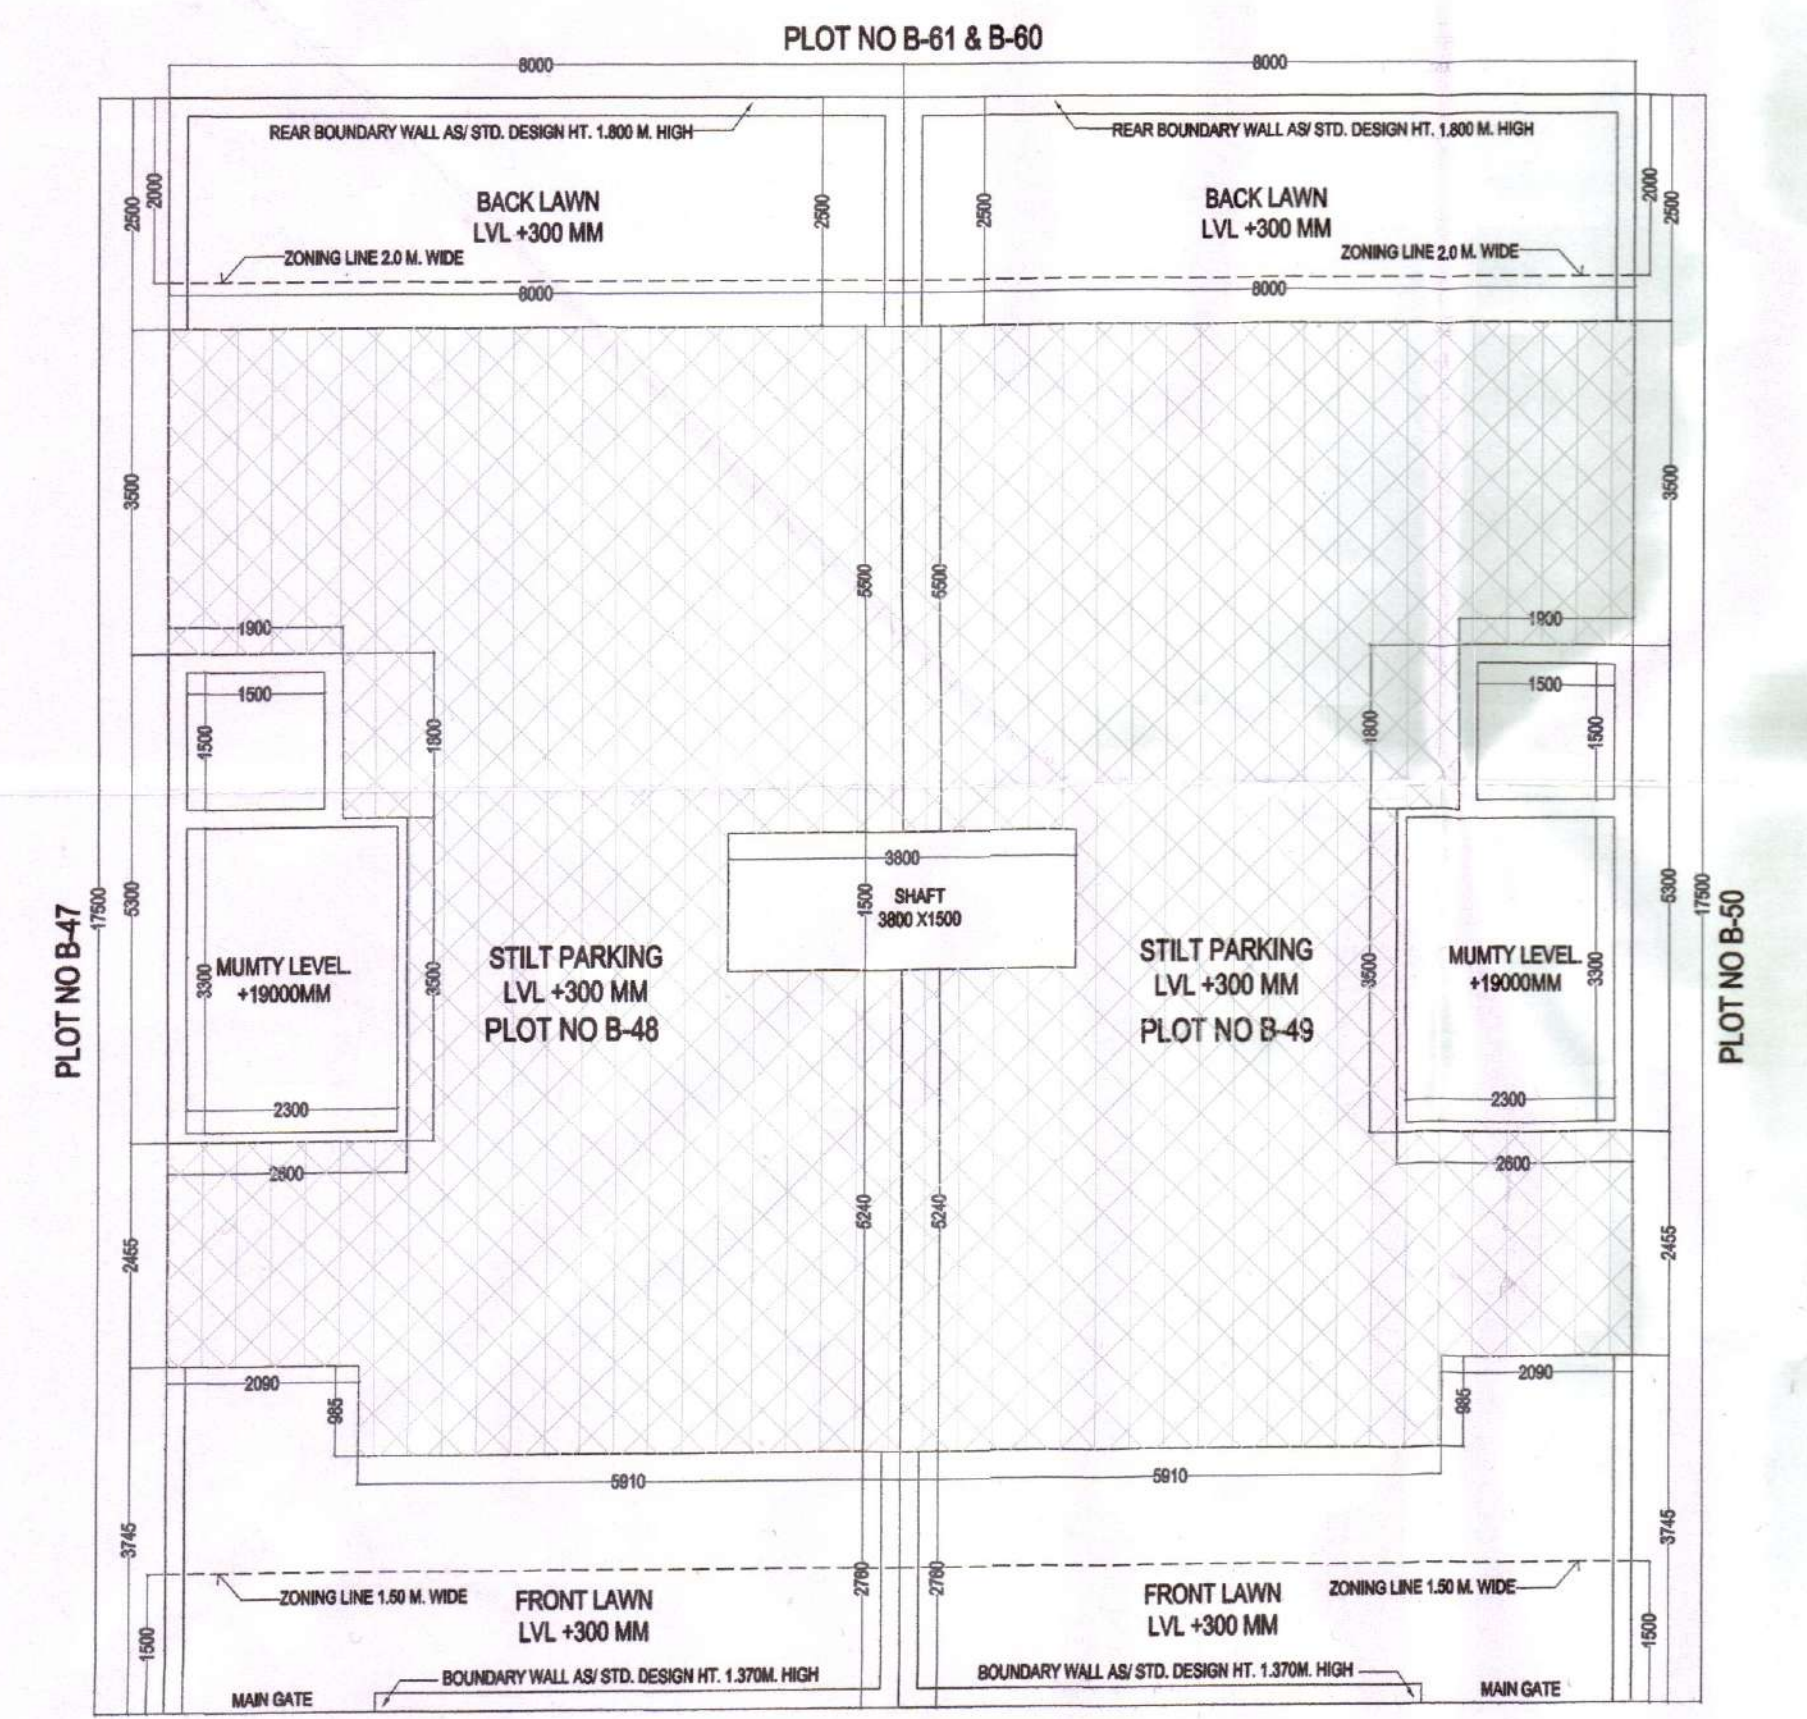 PLOT NO B-61 & B-60
8000
8000
REAR BOUNDARY WALL AS/ STD. DESIGN HT. 1.800 M. HIGH
REAR BOUNDARY WALL AS/ STD. DESIGN HT. 1.800 M. HIGH
2500
2000
BACK LAWN
LVL +300 MM
2500
2500
BACK LAWN
LVL +300 MM
2000
2500
ZONING LINE 2.0 M. WIDE
ZONING LINE 2.0 M. WIDE
8000
8000
3500
3500
5500
5500
1900
1900
1500
1500
1800
1800
1500
1500
3800
SHAFT
3800 X1500
1500
PLOT NO B-47
17500
5300
3300
MUMTY LEVEL.
+19000MM
3500
STILT PARKING
LVL +300 MM
PLOT NO B-48
STILT PARKING
LVL +300 MM
PLOT NO B-49
3500
MUMTY LEVEL.
+19000MM
3300
5300
17500
PLOT NO B-50
2300
2300
2600
2600
2455
5240
5240
2455
2090
985
985
2090
5910
5910
3745
3745
2760
2760
ZONING LINE 1.50 M. WIDE
ZONING LINE 1.50 M. WIDE
FRONT LAWN
LVL +300 MM
FRONT LAWN
LVL +300 MM
1500
1500
BOUNDARY WALL AS/ STD. DESIGN HT. 1.370M. HIGH
BOUNDARY WALL AS/ STD. DESIGN HT. 1.370M. HIGH
MAIN GATE
MAIN GATE